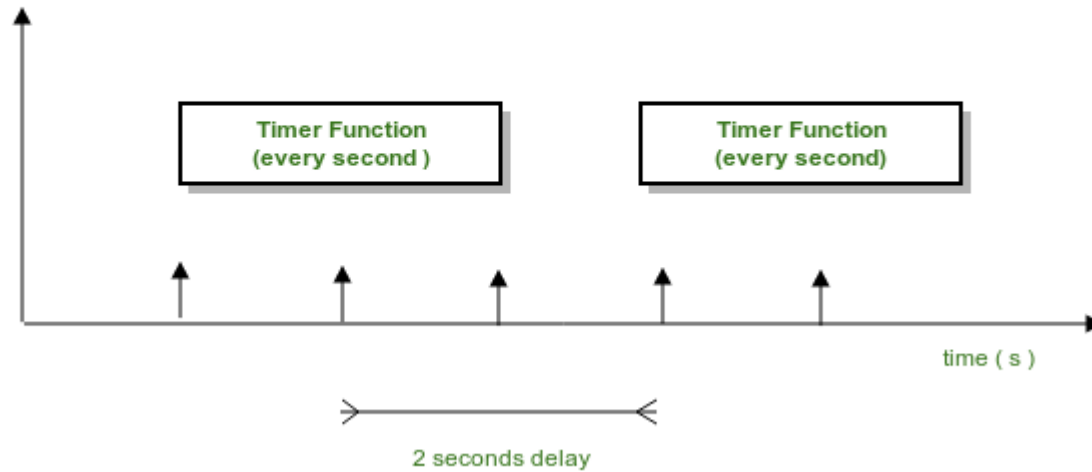 Timer Function
(every second )
Timer Function
(every second)
time ( s )
2 seconds delay